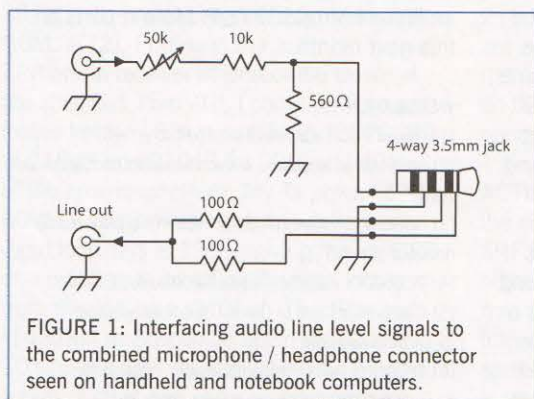 50k
10k
560Ω
4-way 3.5mm jack
Line out
100Ω
100Ω
FIGURE 1: Interfacing audio line level signals to
the combined microphone / headphone connector
seen on handheld and notebook computers.